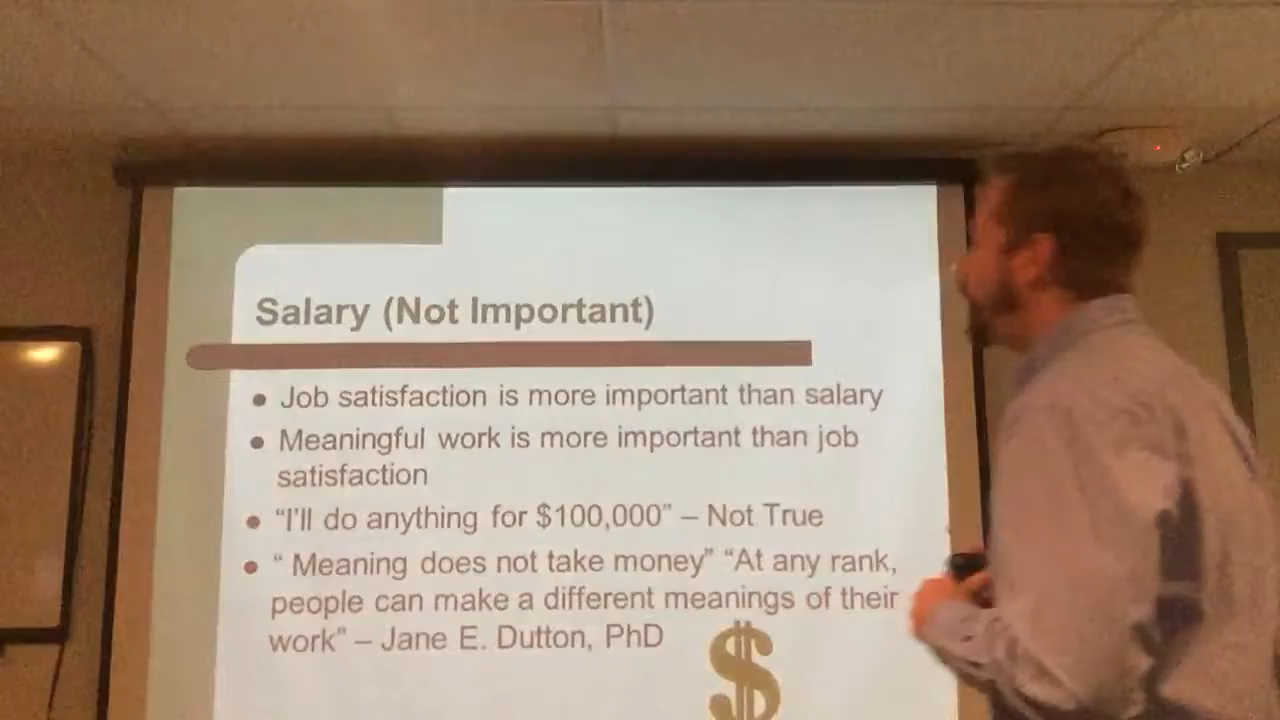 Salary (Not Important)
• Job satisfaction is more important than salary
• Meaningful work is more important than job
satisfaction
• “I’ll do anything for $100,000” – Not True
• “ Meaning does not take money” “At any rank,
people can make a different meanings of their
work” – Jane E. Dutton, PhD
$